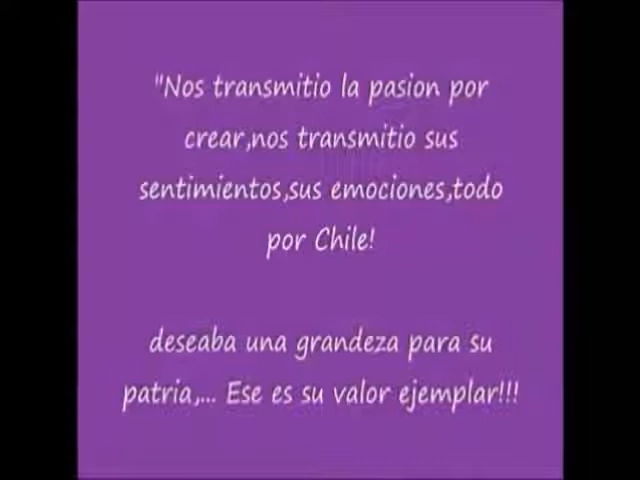 "Nos transmitio la pasion por
crear,nos transmitio sus
sentimientos,sus emociones,todo
por Chile!
deseaba una grandeza para su
patria,... Ese es su valor ejemplar!!!